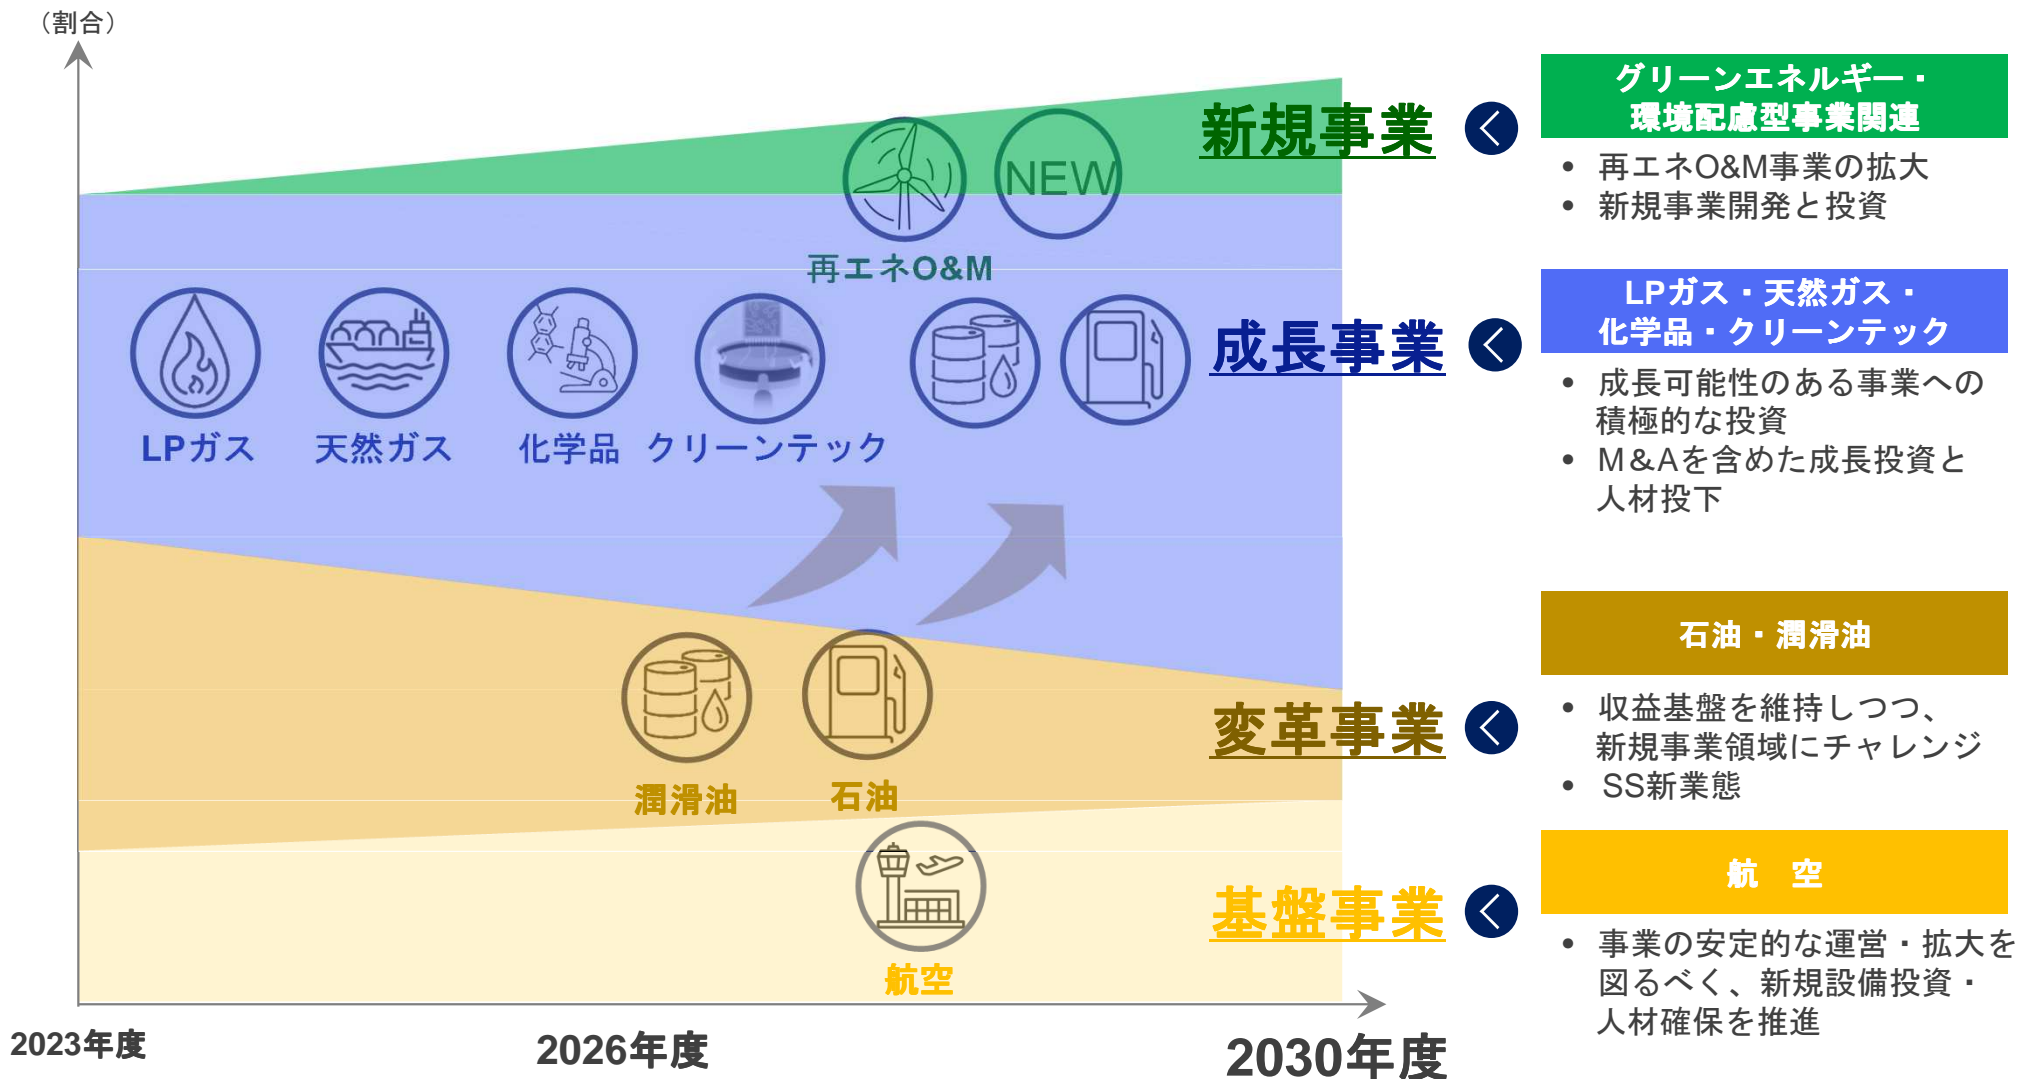 （割合）
新規事業
NEW
再エネO&M
LPガス
天然ガス
化学品
クリーンテック
成長事業
潤滑油
石油
変革事業
航空
基盤事業
2023年度
2026年度
2030年度
グリーンエネルギー・
環境配慮型事業関連
• 再エネO&M事業の拡大
• 新規事業開発と投資
LPガス・天然ガス・
化学品・クリーンテック
• 成長可能性のある事業への
積極的な投資
• M＆Aを含めた成長投資と
人材投下
石油・潤滑油
• 収益基盤を維持しつつ、
新規事業領域にチャレンジ
• SS新業態
航　空
• 事業の安定的な運営・拡大を
図るべく、新規設備投資・
人材確保を推進